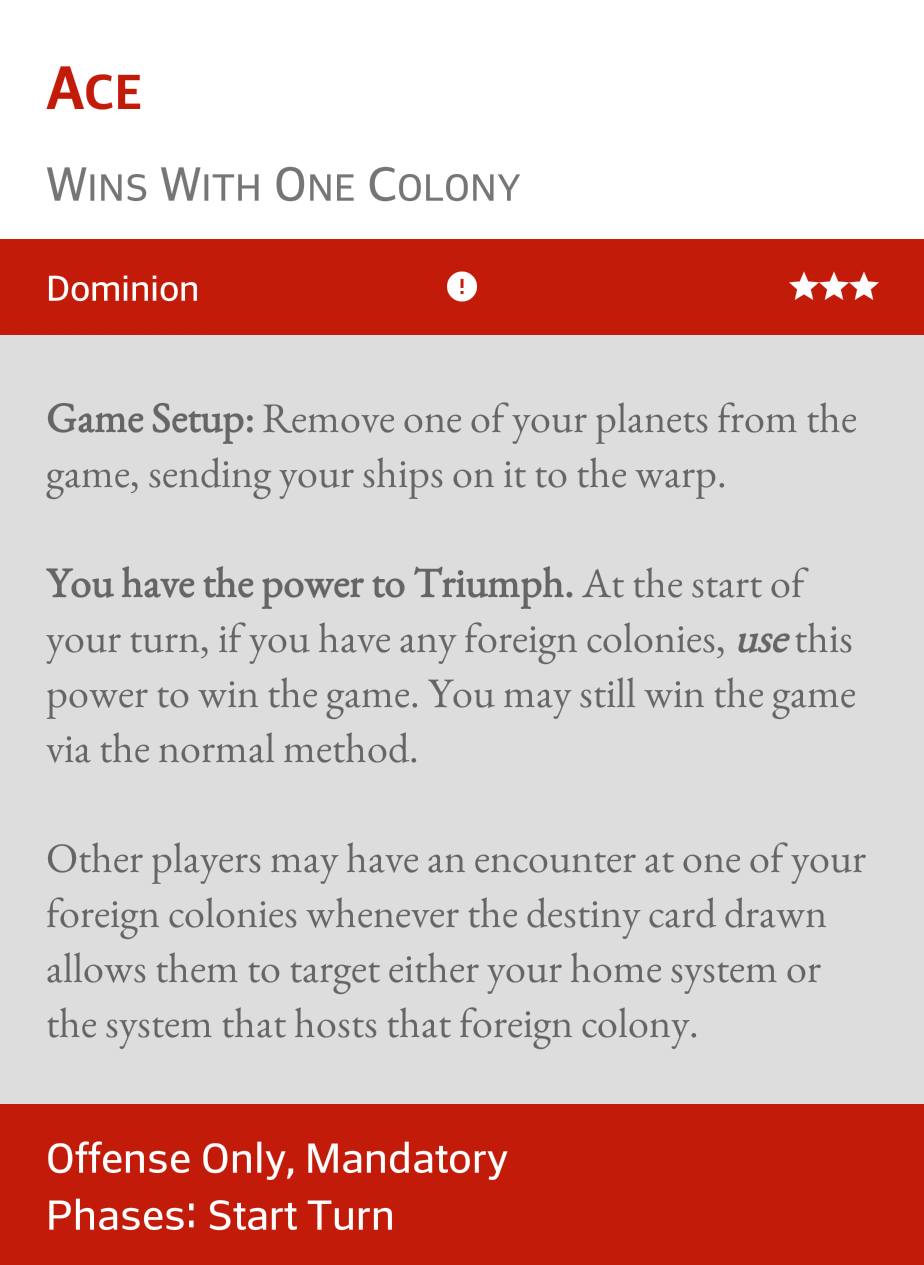 ACE
WINS WITH ONE COLONY
Dominion ! ★★★
Game Setup: Remove one of your planets from the
game, sending your ships on it to the warp.
You have the power to Triumph. At the start of
your turn, if you have any foreign colonies, use this
power to win the game. You may still win the game
via the normal method.
Other players may have an encounter at one of your
foreign colonies whenever the destiny card drawn
allows them to target either your home system or
the system that hosts that foreign colony.
Offense Only, Mandatory
Phases: Start Turn